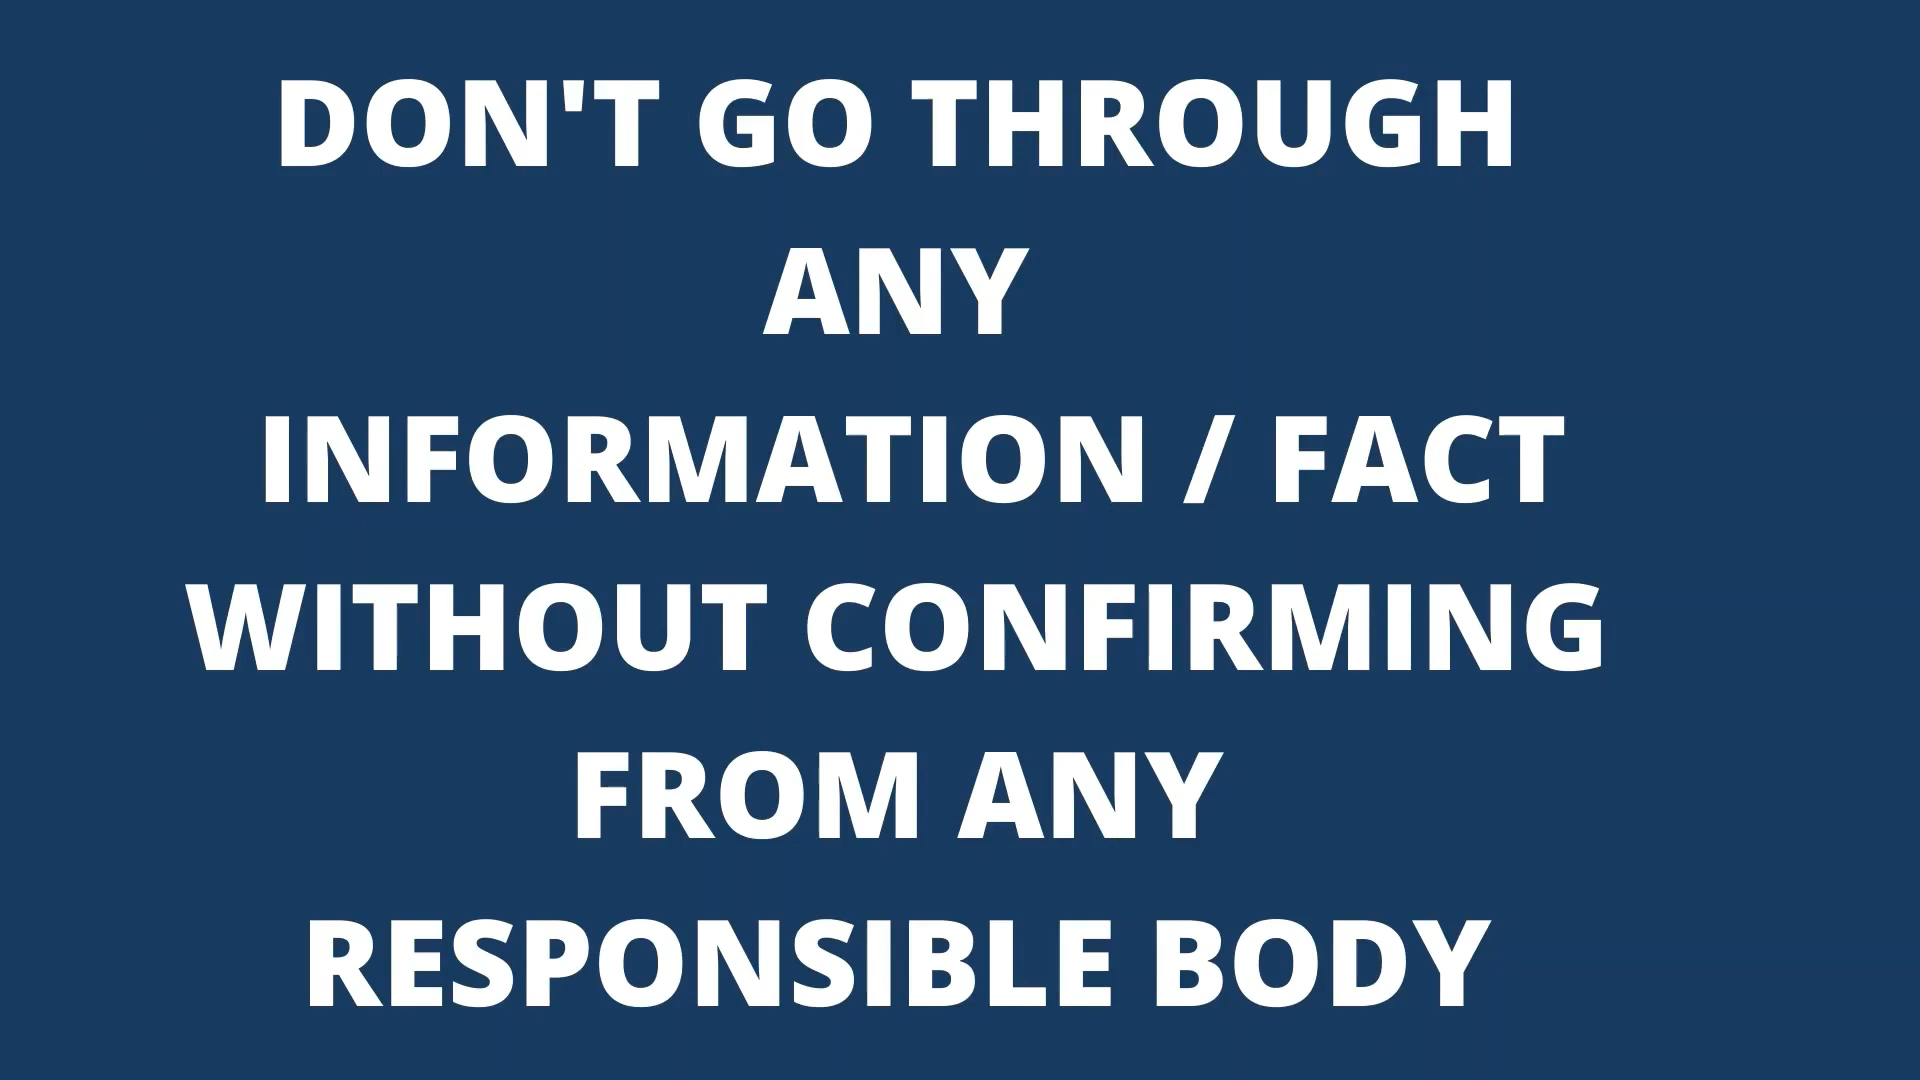 DON'T GO THROUGH
ANY
INFORMATION / FACT
WITHOUT CONFIRMING
FROM ANY
RESPONSIBLE BODY